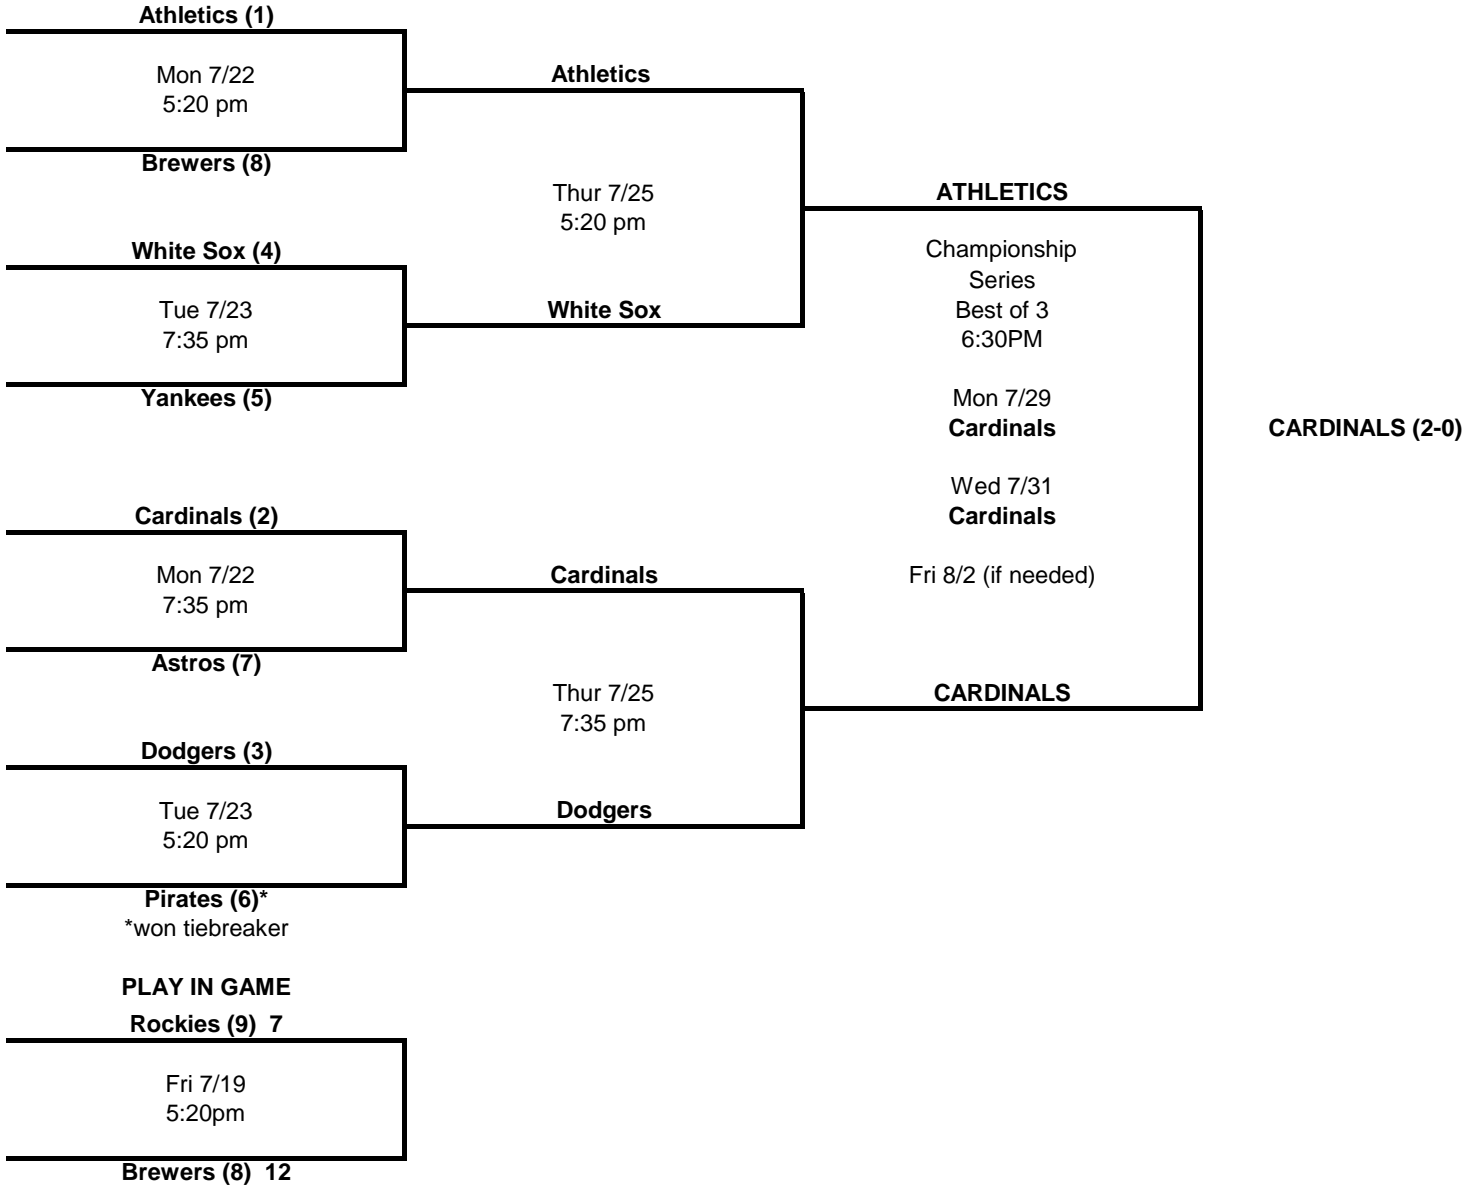 Athletics (1)
Mon 7/22
5:20 pm
Brewers (8)
White Sox (4)
Tue 7/23
7:35 pm
Yankees (5)
Cardinals (2)
Mon 7/22
7:35 pm
Astros (7)
Dodgers (3)
Tue 7/23
5:20 pm
Pirates (6)*
*won tiebreaker
PLAY IN GAME
Rockies (9)  7
Fri 7/19
5:20pm
Brewers (8)  12
Athletics
Thur 7/25
5:20 pm
White Sox
Cardinals
Thur 7/25
7:35 pm
Dodgers
ATHLETICS
Championship
Series
Best of 3
6:30PM
Mon 7/29
Cardinals
Wed 7/31
Cardinals
Fri 8/2 (if needed)
CARDINALS
CARDINALS (2-0)